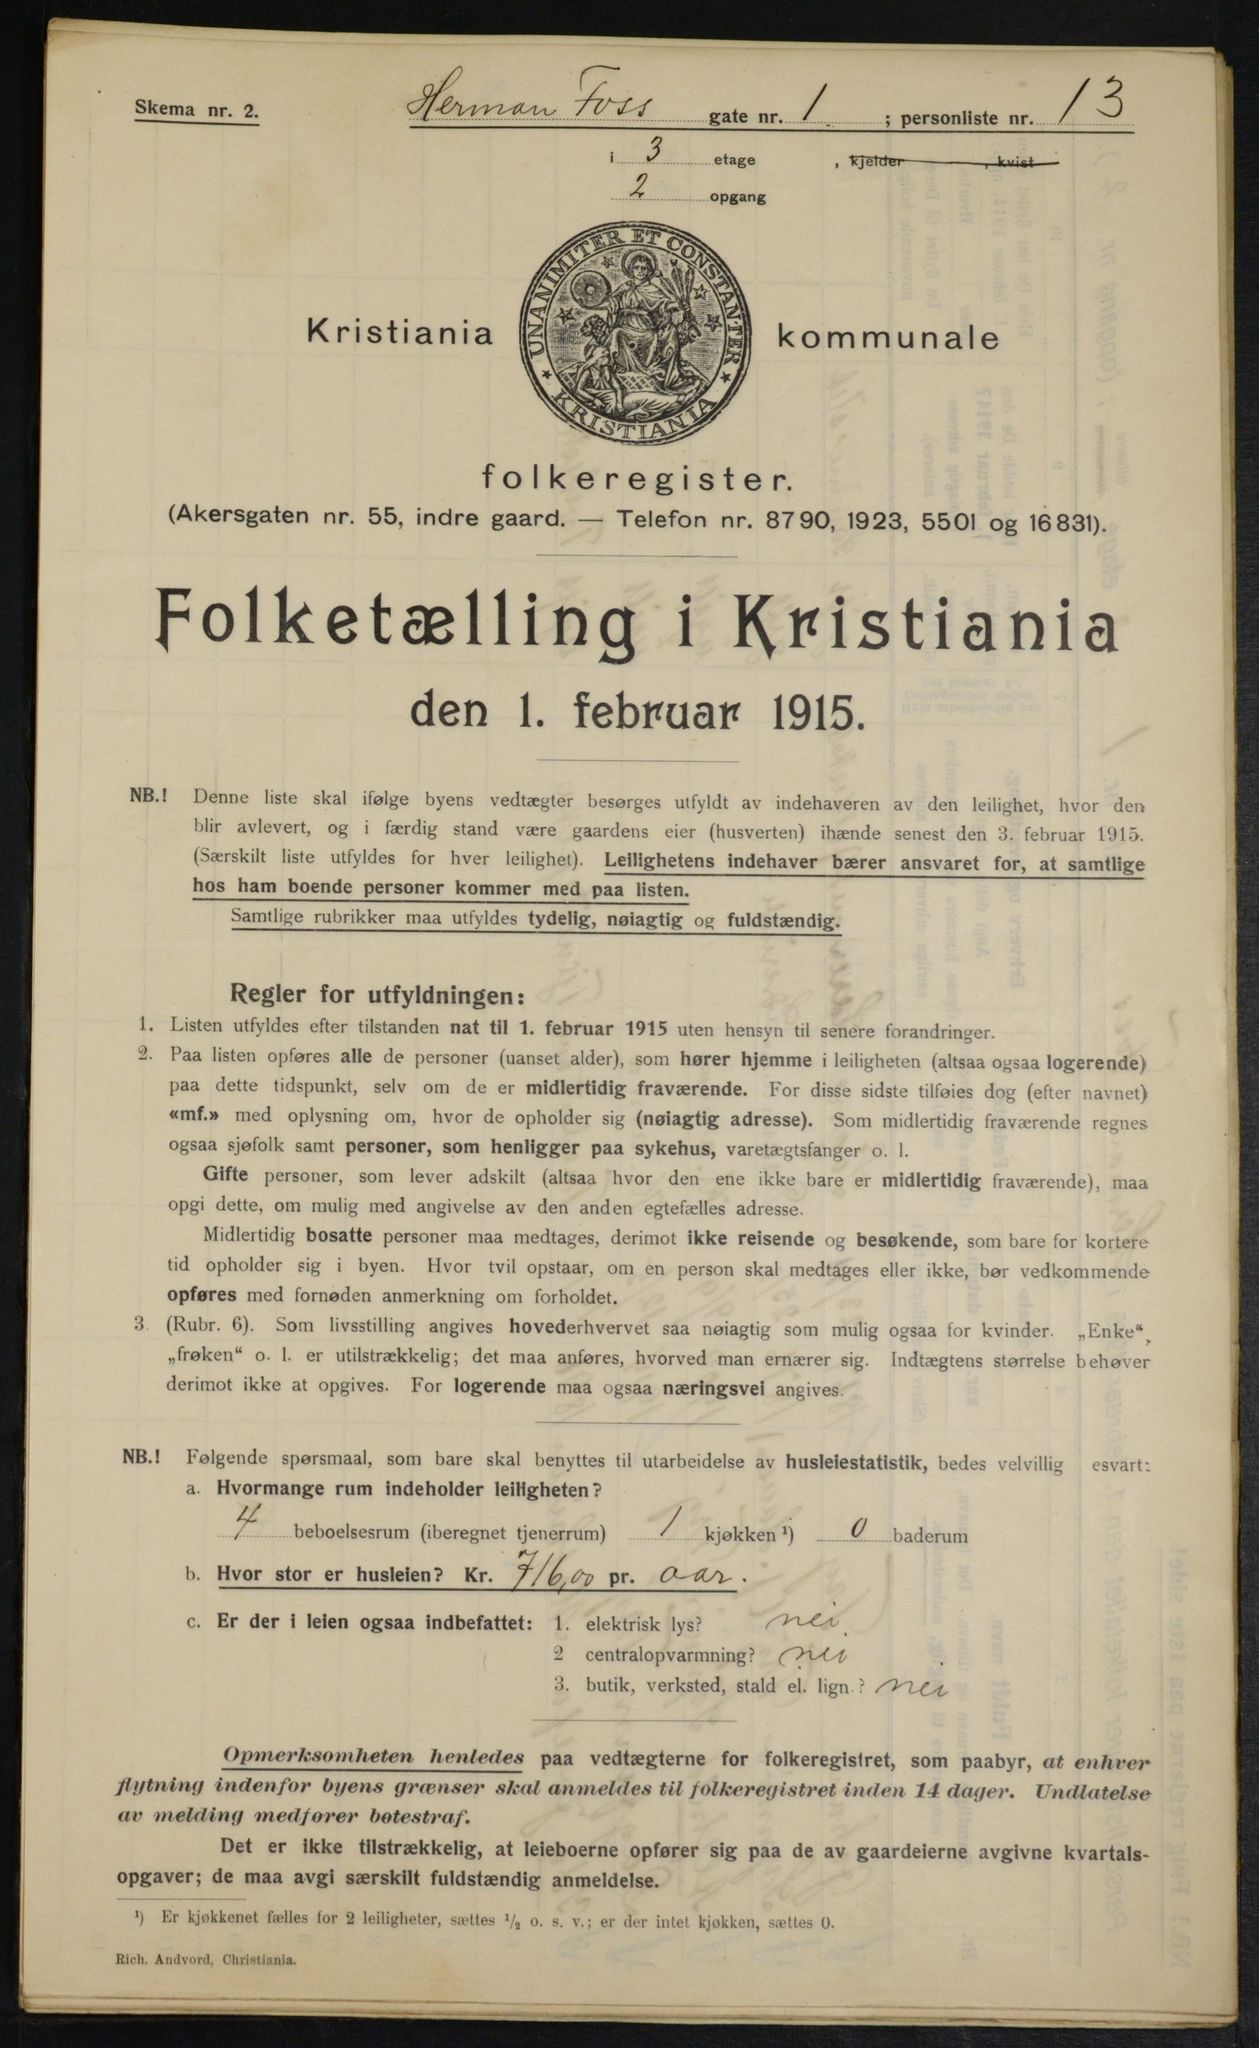 Skema nr. 2.
Herman Foss gate nr. 1 ; personliste nr. 13
i 3 etage , kjelder , kvist
2 opgang
UNANIMITER ET CONSTANTER
KRISTIANIA
Kristiania kommunale
folkeregister.
(Akersgaten nr. 55, indre gaard. — Telefon nr. 8790, 1923, 5501 og 16831).
Folketælling i Kristiania
den 1. februar 1915.
NB.! Denne liste skal ifølge byens vedtægter besørges utfyldt av indehaveren av den leilighet, hvor den
blir avlevert, og i færdig stand være gaardens eier (husverten) ihænde senest den 3. februar 1915.
(Særskilt liste utfyldes for hver leilighet). Leilighetens indehaver bærer ansvaret for, at samtlige
hos ham boende personer kommer med paa listen.
Samtlige rubrikker maa utfyldes tydelig, nøiagtig og fuldstændig.
Regler for utfyldningen:
1. Listen utfyldes efter tilstanden nat til 1. februar 1915 uten hensyn til senere forandringer.
2. Paa listen opføres alle de personer (uanset alder), som hører hjemme i leiligheten (altsaa ogsaa logerende)
paa dette tidspunkt, selv om de er midlertidig fraværende. For disse sidste tilføies dog (efter navnet)
«mf.» med oplysning om, hvor de opholder sig (nøiagtig adresse). Som midlertidig fraværende regnes
ogsaa sjøfolk samt personer, som henligger paa sykehus, varetægtsfanger o. l.
Gifte personer, som lever adskilt (altsaa hvor den ene ikke bare er midlertidig fraværende), maa
opgi dette, om mulig med angivelse av den anden egtefælles adresse.
Midlertidig bosatte personer maa medtages, derimot ikke reisende og besøkende, som bare for kortere
tid opholder sig i byen. Hvor tvil opstaar, om en person skal medtages eller ikke, bør vedkommende
opføres med fornøden anmerkning om forholdet.
3. (Rubr. 6). Som livsstilling angives hovederhvervet saa nøiagtig som mulig ogsaa for kvinder. „Enke“,
„frøken“ o. l. er utilstrækkelig; det maa anføres, hvorved man ernærer sig. Indtægtens størrelse behøver
derimot ikke at opgives. For logerende maa ogsaa næringsvei angives.
NB.! Følgende spørsmaal, som bare skal benyttes til utarbeidelse av husleiestatistik, bedes velvillig esvart:
a. Hvormange rum indeholder leiligheten?
4 beboelsesrum (iberegnet tjenerrum) 1 kjøkken ¹) 0 baderum
b. Hvor stor er husleien? Kr. 716,00 pr. aar.
c. Er der i leien ogsaa indbefattet: 1. elektrisk lys? nei
2 centralopvarmning? nei
3. butik, verksted, stald el. lign.? nei
Opmerksomheten henledes paa vedtægterne for folkeregistret, som paabyr, at enhver
flytning indenfor byens grænser skal anmeldes til folkeregistret inden 14 dager. Undlatelse
av melding medfører bøtestraf.
Det er ikke tilstrækkelig, at leieboerne opfører sig paa de av gaardeierne avgivne kvartals-
opgaver; de maa avgi særskilt fuldstændig anmeldelse.
¹) Er kjøkkenet fælles for 2 leiligheter, sættes ½ o. s. v.; er der intet kjøkken, sættes 0.
Rich. Andvord, Christiania.